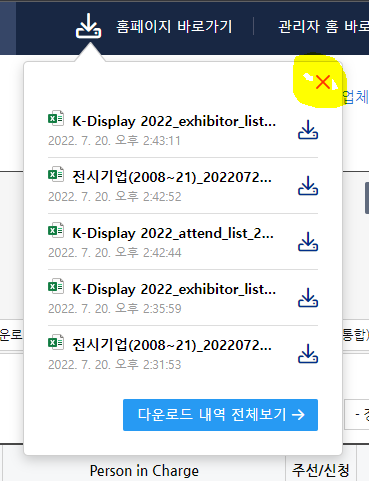 홈페이지 바로가기
관리자 홈 바로
업체
K-Display 2022_exhibitor_list...
2022. 7. 20. 오후 2:43:11
전시기업(2008~21)_2022072...
2022. 7. 20. 오후 2:42:52
K-Display 2022_attend_list_2...
2022. 7. 20. 오후 2:42:44
K-Display 2022_exhibitor_list...
2022. 7. 20. 오후 2:35:59
운로
통합)
전시기업(2008~21)_2022072...
2022. 7. 20. 오후 2:31:53
다운로드 내역 전체보기 →
Person in Charge
주선/신청